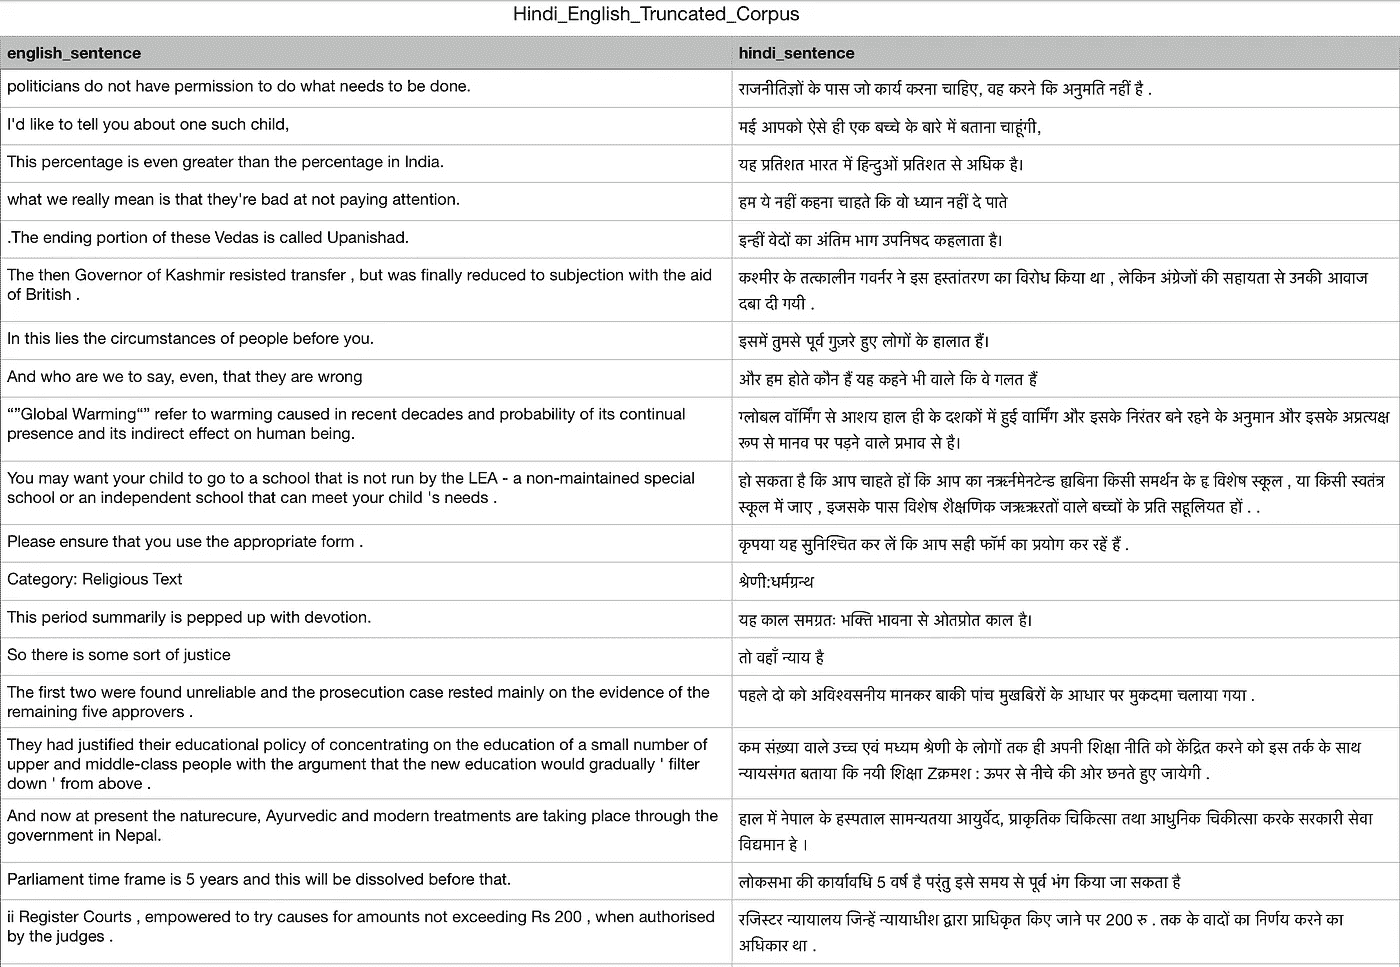 Hindi_English_Truncated_Corpus
english_sentence
hindi_sentence
politicians do not have permission to do what needs to be done.
राजनीतिज्ञों के पास जो कार्य करना चाहिए, वह करने कि अनुमति नहीं है .
I'd like to tell you about one such child,
मई आपको ऐसे ही एक बच्चे के बारे में बताना चाहूंगी,
This percentage is even greater than the percentage in India.
यह प्रतिशत भारत में हिन्दुओं प्रतिशत से अधिक है।
what we really mean is that they're bad at not paying attention.
हम ये नहीं कहना चाहते कि वो ध्यान नहीं दे पाते
.The ending portion of these Vedas is called Upanishad.
इन्हीं वेदों का अंतिम भाग उपनिषद कहलाता है।
The then Governor of Kashmir resisted transfer , but was finally reduced to subjection with the aid
of British .
कश्मीर के तत्कालीन गवर्नर ने इस हस्तांतरण का विरोध किया था , लेकिन अंग्रेजों की सहायता से उनकी आवाज
दबा दी गयी .
In this lies the circumstances of people before you.
इसमें तुमसे पूर्व गुज़रे हुए लोगों के हालात हैं।
And who are we to say, even, that they are wrong
और हम होते कौन हैं यह कहने भी वाले कि वे गलत हैं
“”Global Warming“” refer to warming caused in recent decades and probability of its continual
presence and its indirect effect on human being.
ग्लोबल वॉर्मिंग से आशय हाल ही के दशकों में हुई वार्मिंग और इसके निरंतर बने रहने के अनुमान और इसके अप्रत्यक्ष
रूप से मानव पर पड़ने वाले प्रभाव से है।
You may want your child to go to a school that is not run by the LEA - a non-maintained special
school or an independent school that can meet your child 's needs .
हो सकता है कि आप चाहते हों कि आप का नऋर्नमेनटेन्ड ह्यबिना किसी समर्थन के हृ विशेष स्कूल , या किसी स्वतंत्र
स्कूल में जाए , इजसके पास विशेष शैक्षणिक जऋऋरतों वाले बच्चों के प्रति सहूलियत हों . .
Please ensure that you use the appropriate form .
कृपया यह सुनिश्चित कर लें कि आप सही फॉर्म का प्रयोग कर रहें हैं .
Category: Religious Text
श्रेणी:धर्मग्रन्थ
This period summarily is pepped up with devotion.
यह काल समग्रतः भक्ति भावना से ओतप्रोत काल है।
So there is some sort of justice
तो वहाँ न्याय है
The first two were found unreliable and the prosecution case rested mainly on the evidence of the
remaining five approvers .
पहले दो को अविश्वसनीय मानकर बाकी पांच मुखबिरों के आधार पर मुकदमा चलाया गया .
They had justified their educational policy of concentrating on the education of a small number of
upper and middle-class people with the argument that the new education would gradually ' filter
down ' from above .
कम संख़्या वाले उच्च एवं मध्यम श्रेणी के लोगों तक ही अपनी शिक्षा नीति को केंद्रित करने को इस तर्क के साथ
न्यायसंगत बताया कि नयी शिक्षा Zक्रमश : ऊपर से नीचे की ओर छनते हुए जायेगी .
And now at present the naturecure, Ayurvedic and modern treatments are taking place through the
government in Nepal.
हाल में नेपाल के हस्पताल सामन्यतया आयुर्वेद, प्राकृतिक चिकित्सा तथा आधुनिक चिकीत्सा करके सरकारी सेवा
विद्यमान हे ।
Parliament time frame is 5 years and this will be dissolved before that.
लोकसभा की कार्यावधि 5 वर्ष है परंतु इसे समय से पूर्व भंग किया जा सकता है
ii Register Courts , empowered to try causes for amounts not exceeding Rs 200 , when authorised
by the judges .
रजिस्टर न्यायालय जिन्हें न्यायाधीश द्वारा प्राधिकृत किए जाने पर 200 रु . तक के वादों का निर्णय करने का
अधिकार था .